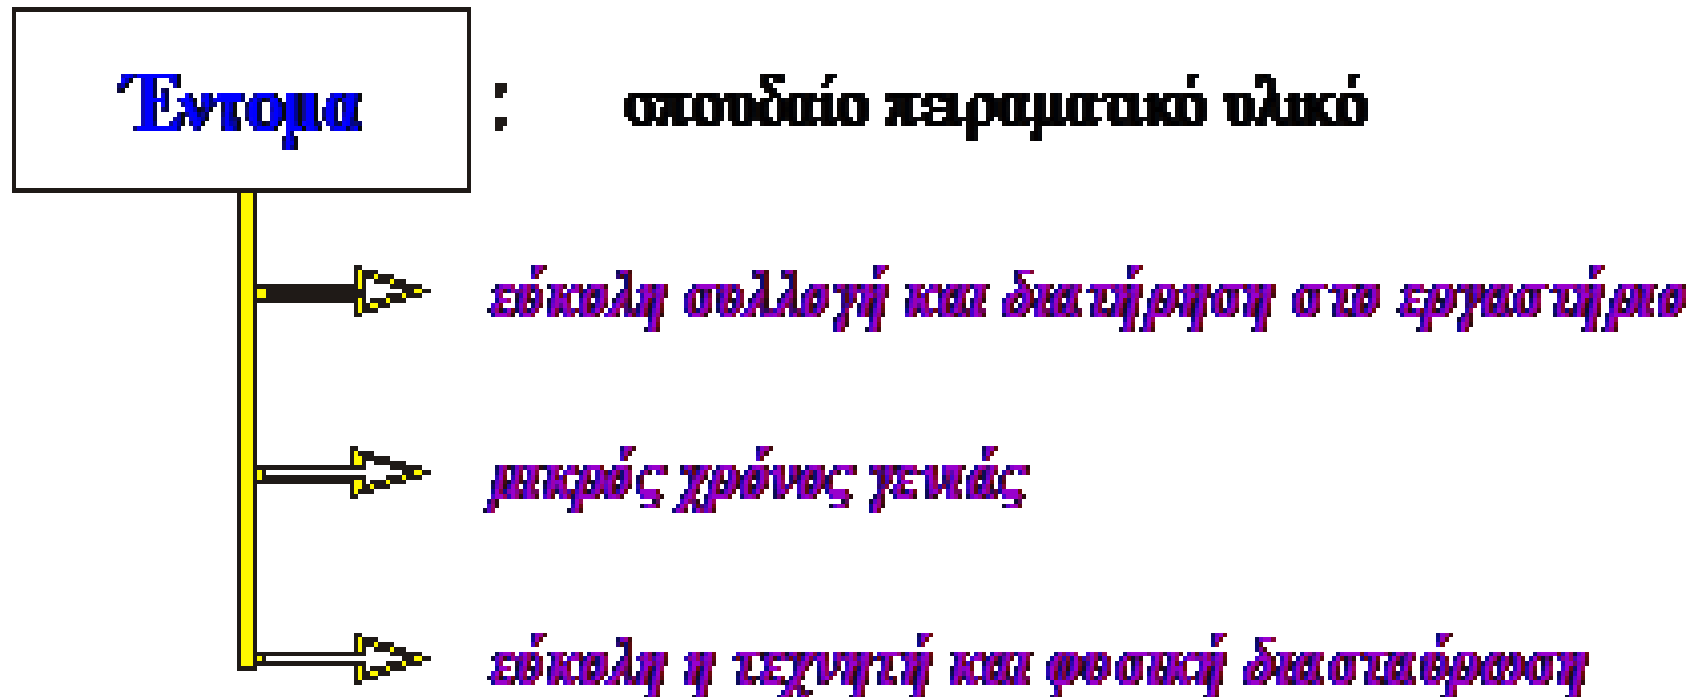 Έντομα : σπουδαίο πειραματικό υλικό
εύκολη συλλογή και διατήρηση στο εργαστήριο
μικρός χρόνος γενιάς
εύκολη η τεχνητή και φυσική διασταύρωση